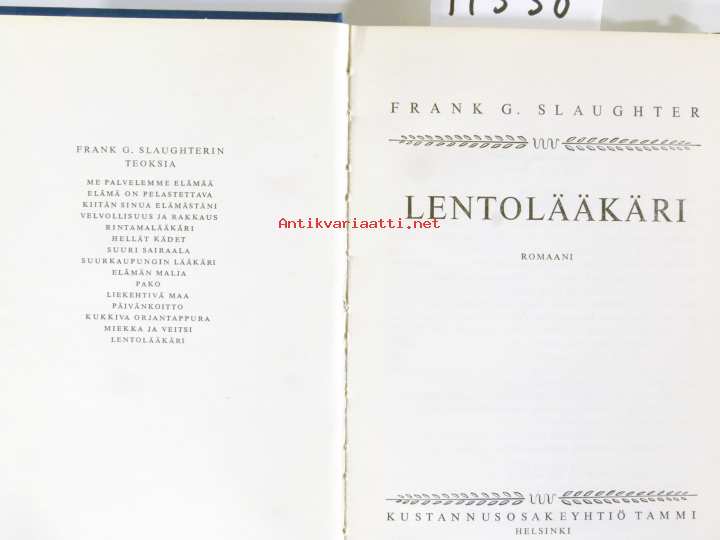 11530
FRANK G. SLAUGHTERIN
TEOKSIA
ME PALVELEMME ELÄMÄÄ
ELÄMÄ ON PELASTETTAVA
KIITÄN SINUA ELÄMÄSTÄNI
VELVOLLISUUS JA RAKKAUS
RINTAMALÄÄKÄRI
HELLÄT KÄDET
SUURI SAIRAALA
SUURKAUPUNGIN LÄÄKÄRI
ELÄMÄN MALJA
PAKO
LIEKEHTIVÄ MAA
PÄIVÄNKOITTO
KUKKIVA ORJANTAPPURA
MIEKKA JA VEITSI
LENTOLÄÄKÄRI
FRANK G. SLAUGHTER
LENTOLÄÄKÄRI
ROMAANI
KUSTANNUSOSAKEYHTIÖ TAMMI
HELSINKI
Antikvariaatti.net